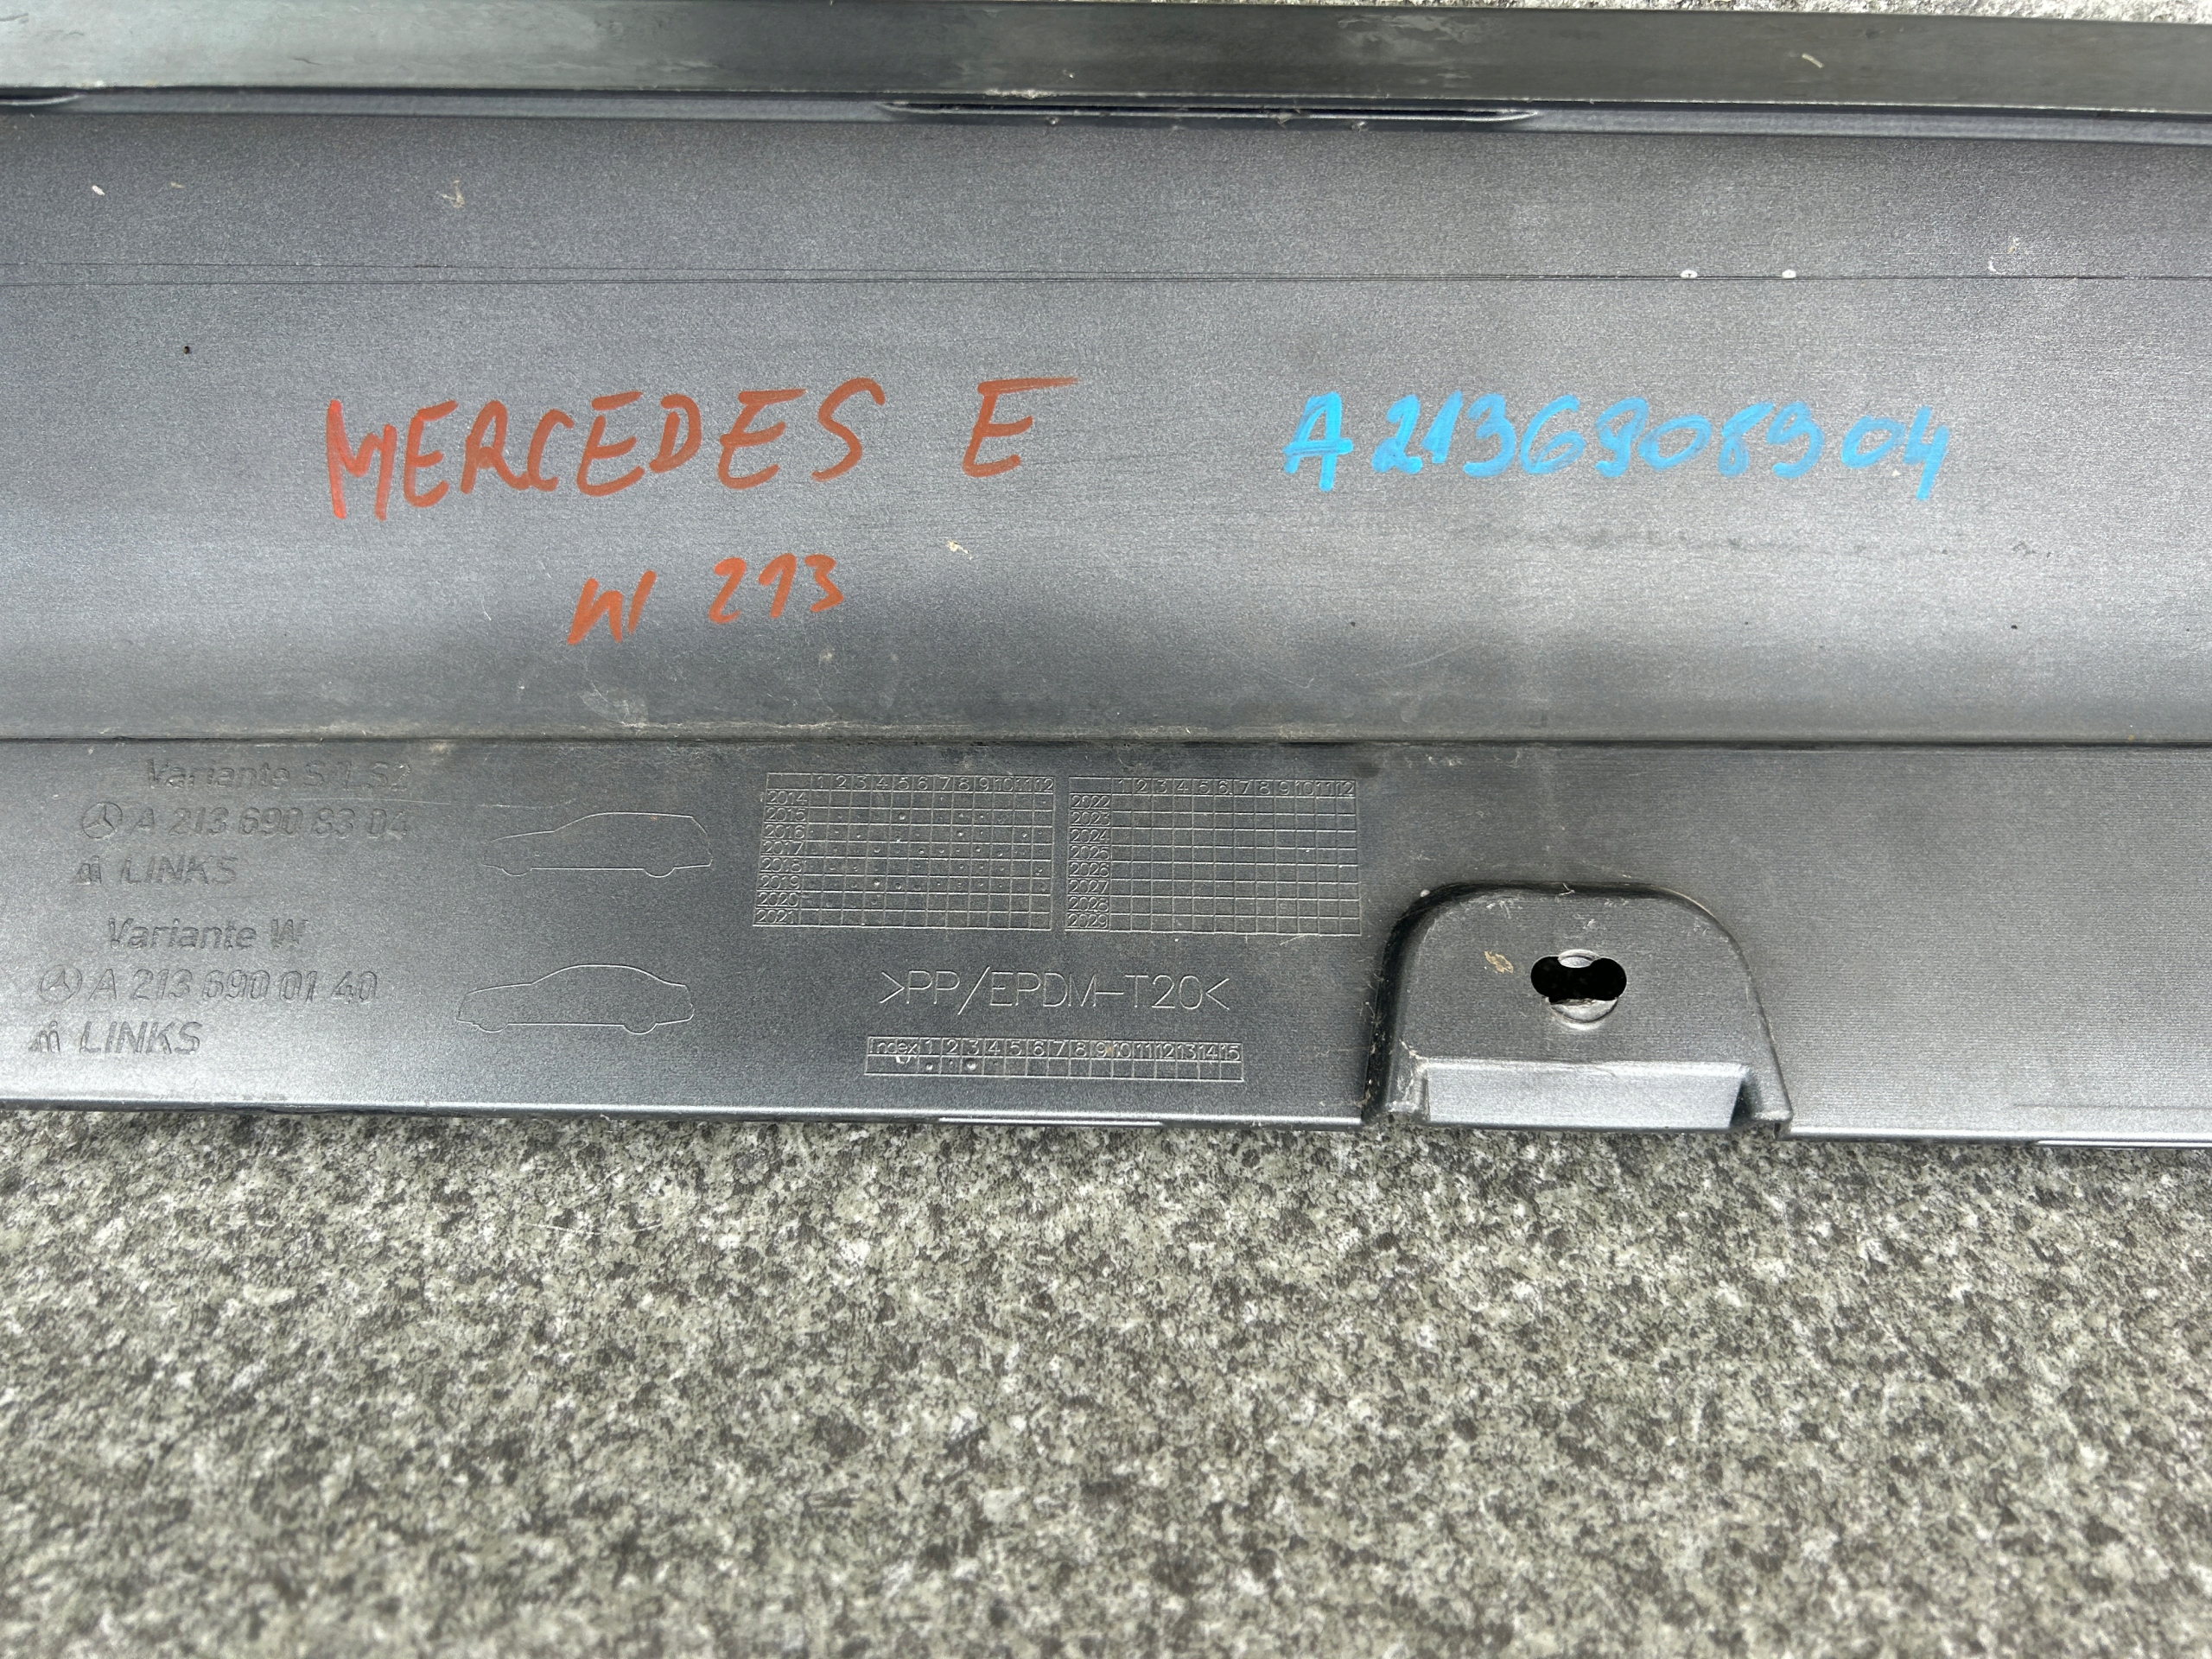 MERCEDES E
A2136908904
W 213
Variante S1 S2
A 213 690 83 04
LINKS
Variante W
A 213 690 01 40
LINKS
1 2 3 4 5 6 7 8 9 10 11 12
2014
2015
2016
2017
2018
2019
2020
2021
1 2 3 4 5 6 7 8 9 10 11 12
2022
2023
2024
2025
2026
2027
2028
2029
>PP/EPDM-T20<
Index 1 2 3 4 5 6 7 8 9 10 11 12 13 14 15